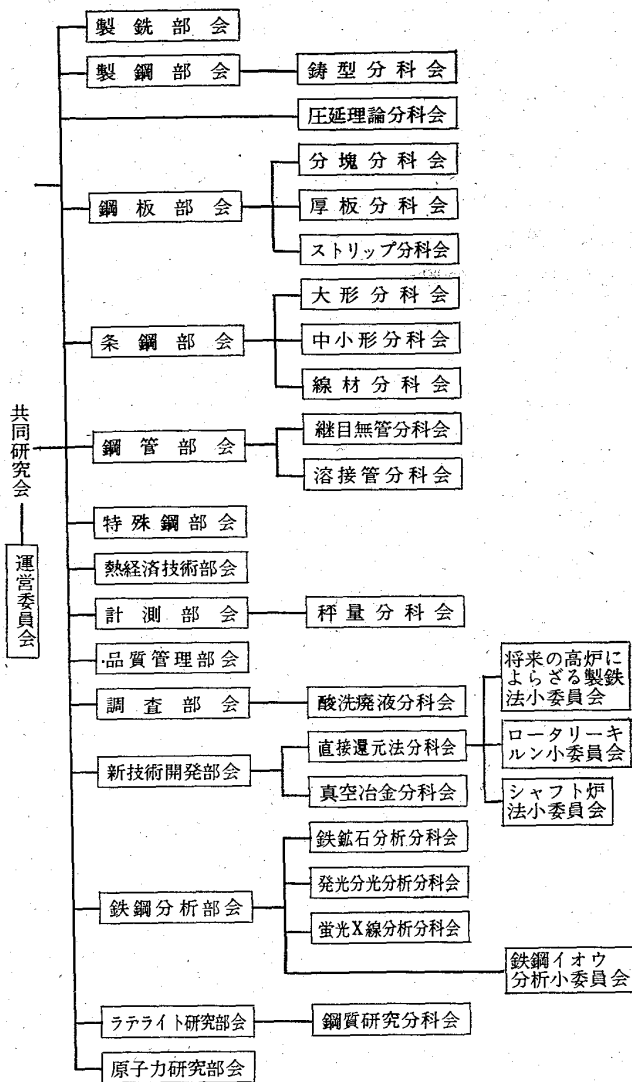 共同研究会
運営委員会
製銑部会
製鋼部会
鋳型分科会
圧延理論分科会
鋼板部会
分塊分科会
厚板分科会
ストリップ分科会
条鋼部会
大形分科会
中小形分科会
線材分科会
鋼管部会
継目無管分科会
溶接管分科会
特殊鋼部会
熱経済技術部会
計測部会
秤量分科会
品質管理部会
調査部会
酸洗廃液分科会
新技術開発部会
直接還元法分科会
将来の高炉に
よらざる製鉄
法小委員会
ロータリーキ
ルン小委員会
シャフト炉
法小委員会
真空冶金分科会
鉄鋼分析部会
鉄鉱石分析分科会
発光分光分析分科会
蛍光X線分析分科会
鉄鋼イオウ
分析小委員会
ラテライト研究部会
鋼質研究分科会
原子力研究部会